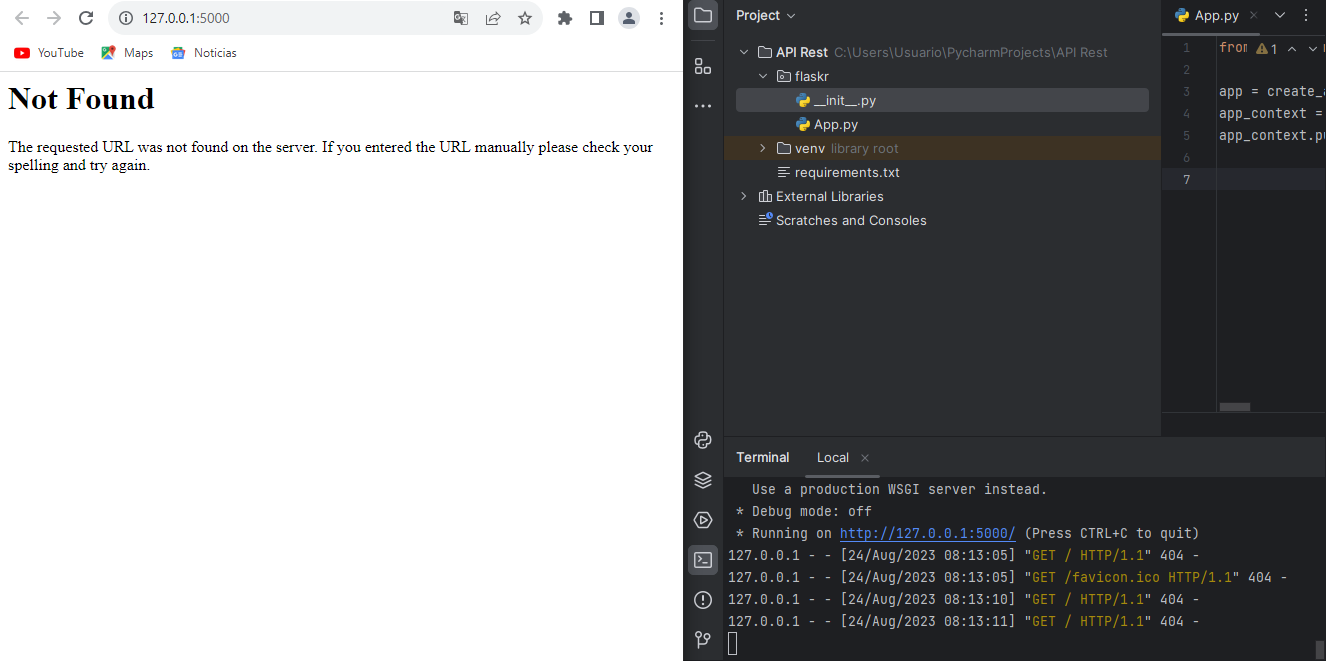 127.0.0.1:5000
YouTube Maps Noticias
Not Found
The requested URL was not found on the server. If you entered the URL manually please check your
spelling and try again.
Project
API Rest C:\Users\Usuario\PycharmProjects\API Rest
flaskr
__init__.py
App.py
venv library root
requirements.txt
External Libraries
Scratches and Consoles
App.py
1 from 1
2
3 app = create_
4 app_context =
5 app_context.pu
6
7
Terminal Local
Use a production WSGI server instead.
* Debug mode: off
* Running on http://127.0.0.1:5000/ (Press CTRL+C to quit)
127.0.0.1 - - [24/Aug/2023 08:13:05] "GET / HTTP/1.1" 404 -
127.0.0.1 - - [24/Aug/2023 08:13:05] "GET /favicon.ico HTTP/1.1" 404 -
127.0.0.1 - - [24/Aug/2023 08:13:10] "GET / HTTP/1.1" 404 -
127.0.0.1 - - [24/Aug/2023 08:13:11] "GET / HTTP/1.1" 404 -